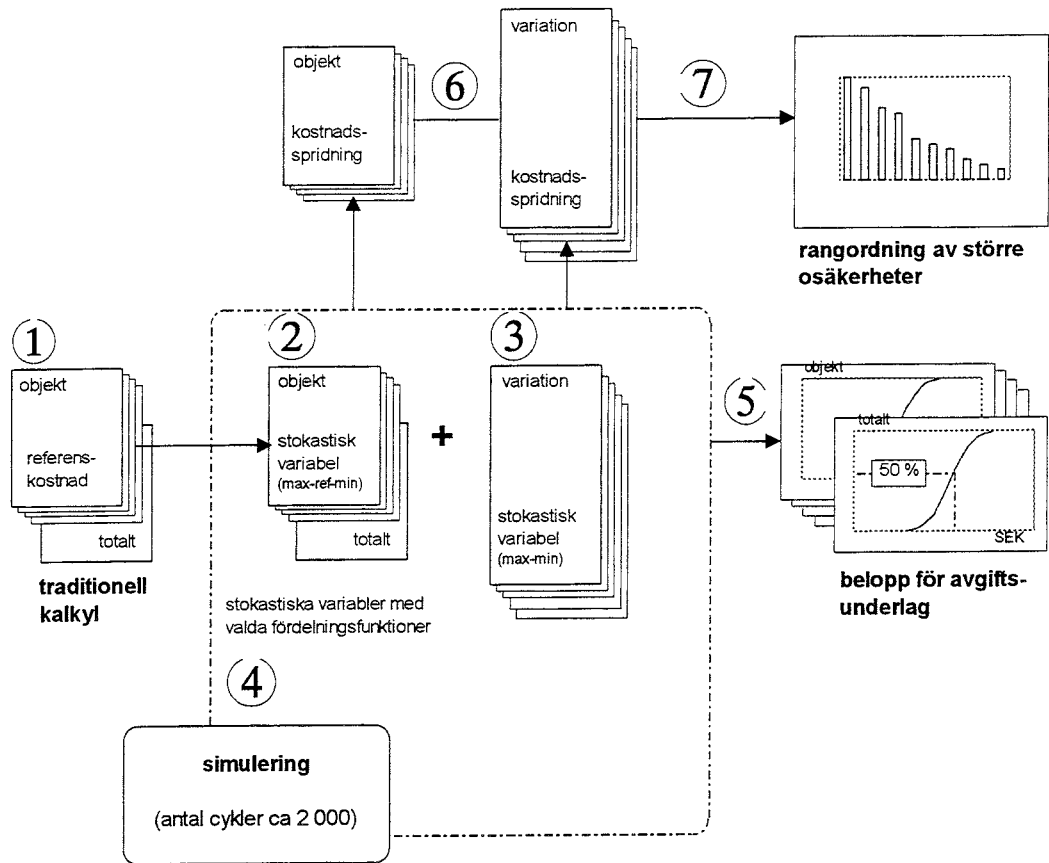 variation
objekt
6
7
kostnads-
spridning
kostnads-
spridning
rangordning av större
osäkerheter
1
2
3
objekt
objekt
variation
5
objekt
totalt
referens-
kostnad
stokastisk
variabel
(max-ref-min)
+
50 %
stokastisk
variabel
(max-min)
SEK
totalt
totalt
traditionell
kalkyl
belopp för avgifts-
underlag
stokastiska variabler med
valda fördelningsfunktioner
4
simulering
(antal cykler ca 2 000)